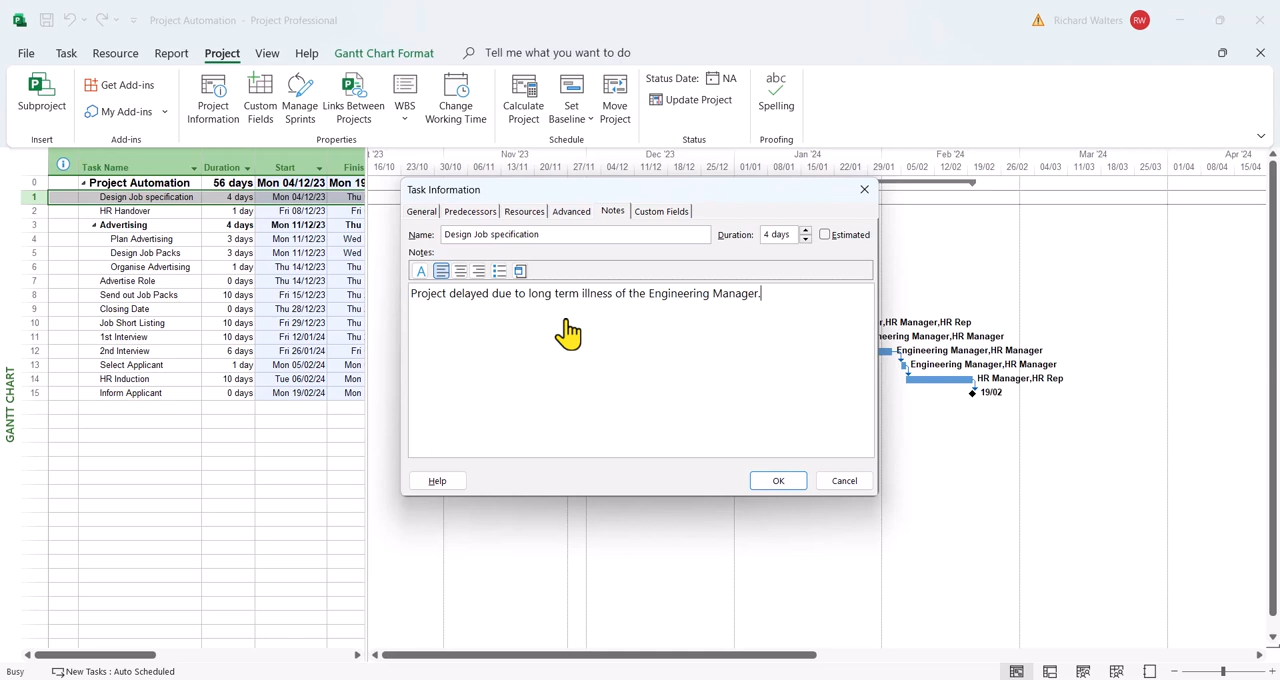 Project Automation - Project Professional
Richard Walters RW
File Task Resource Report Project View Help Gantt Chart Format Tell me what you want to do
Subproject
Insert
Get Add-ins
My Add-ins
Add-ins
Project Information
Custom Fields
Manage Sprints
Links Between Projects
WBS
Change Working Time
Properties
Calculate Project
Set Baseline
Move Project
Schedule
Status Date: NA
Update Project
Status
abc
Spelling
Proofing
Task Name Duration Start Finis
'23 Nov '23 Dec '23 Jan '24 Feb '24 Mar '24 Apr '24
16/10 23/10 30/10 06/11 13/11 20/11 27/11 04/12 11/12 18/12 25/12 01/01 08/01 15/01 22/01 29/01 05/02 12/02 19/02 26/02 04/03 11/03 18/03 25/03 01/04 08/04 15/04
0 Project Automation 56 days Mon 04/12/23 Mon 19
1 Design Job specification 4 days Mon 04/12/23 Thu
2 HR Handover 1 day Fri 08/12/23 Fri
3 Advertising 4 days Mon 11/12/23 Thu
4 Plan Advertising 3 days Mon 11/12/23 Wed
5 Design Job Packs 3 days Mon 11/12/23 Wed
6 Organise Advertising 1 day Thu 14/12/23 Thu
7 Advertise Role 0 days Thu 14/12/23 Thu
8 Send out Job Packs 10 days Fri 15/12/23 Thu
9 Closing Date 0 days Thu 28/12/23 Thu
10 Job Short Listing 10 days Fri 29/12/23 Thu
11 1st Interview 10 days Fri 12/01/24 Thu
12 2nd Interview 6 days Fri 26/01/24 Fri
13 Select Applicant 1 day Mon 05/02/24 Mon
14 HR Induction 10 days Tue 06/02/24 Mon
15 Inform Applicant 0 days Mon 19/02/24 Mon
GANTT CHART
Task Information
General Predecessors Resources Advanced Notes Custom Fields
Name: Design Job specification Duration: 4 days Estimated
Notes:
A
Project delayed due to long term illness of the Engineering Manager.
Help OK Cancel
r,HR Manager,HR Rep
eering Manager,HR Manager
Engineering Manager,HR Manager
Engineering Manager,HR Manager
HR Manager,HR Rep
19/02
Busy New Tasks : Auto Scheduled